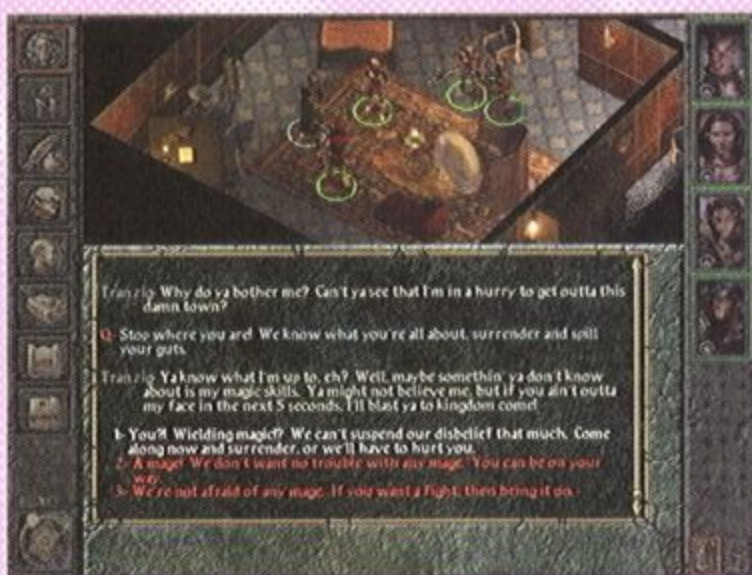 Tranzig- Why do ya bother me? Can't ya see that I'm in a hurry to get outta this
damn town?
Q- Stop where you are! We know what you're all about, surrender and spill
your guts.
Tranzig- Ya know what I'm up to, eh? Well, maybe somethin' ya don't know
about is my magic skills. Ya might not believe me, but if you ain't outta
my face in the next 5 seconds, I'll blast ya to kingdom come!
1- You?! Wielding magic? We can't suspend our disbelief that much. Come
along now and surrender, or we'll have to hurt you.
2- A mage! We don't want no trouble with any mage. You can be on your
way.
3- We're not afraid of any mage. If you want a fight, then bring it on.